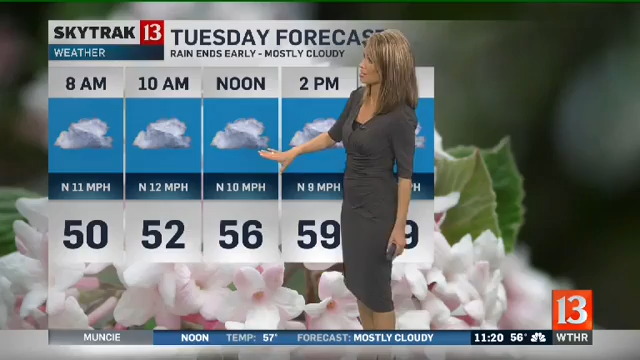 SKYTRAK 13
WEATHER
TUESDAY FORECAST
RAIN ENDS EARLY - MOSTLY CLOUDY
8 AM 10 AM NOON 2 PM
N 11 MPH N 12 MPH N 10 MPH N 9 MPH MPH
50 52 56 59 9
13
MUNCIE NOON TEMP: 57° FORECAST: MOSTLY CLOUDY 11:20 56° WTHR